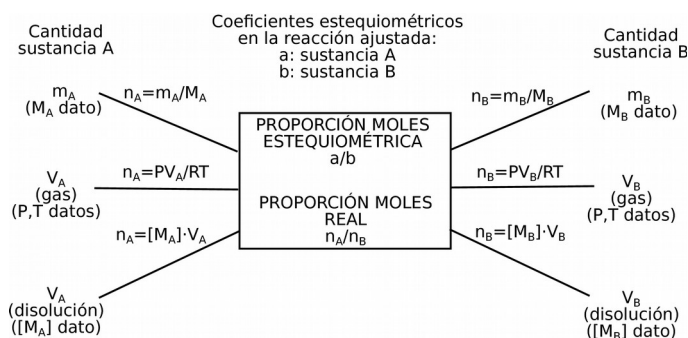 Cantidad
sustancia A
Coeficientes estequiométricos
en la reacción ajustada:
a: sustancia A
b: sustancia B
Cantidad
sustancia B
m_A
(M_A dato)
n_A=m_A/M_A
n_B=m_B/M_B
m_B
(M_B dato)
PROPORCIÓN MOLES
ESTEQUIOMÉTRICA
a/b
V_A
(gas)
(P,T datos)
n_A=PV_A/RT
n_B=PV_B/RT
V_B
(gas)
(P,T datos)
PROPORCIÓN MOLES
REAL
n_A/n_B
n_A=[M_A]·V_A
n_B=[M_B]·V_B
V_A
(disolución)
([M_A] dato)
V_B
(disolución)
([M_B] dato)